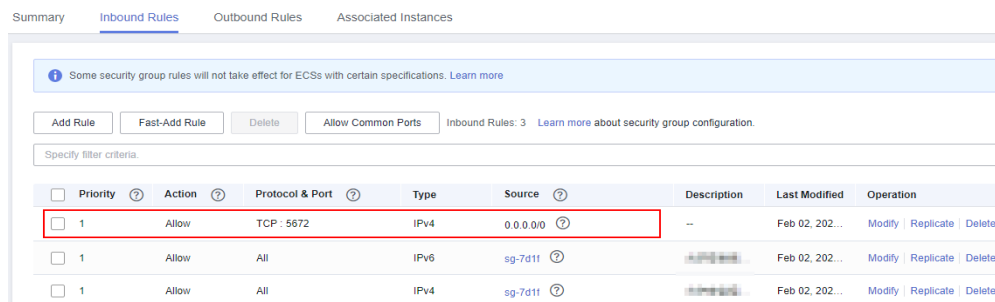 Summary Inbound Rules Outbound Rules Associated Instances
Some security group rules will not take effect for ECSs with certain specifications. Learn more
Add Rule Fast-Add Rule Delete Allow Common Ports Inbound Rules: 3 Learn more about security group configuration.
Specify filter criteria.
Priority ? Action ? Protocol & Port ? Type Source ? Description Last Modified Operation
1 Allow TCP : 5672 IPv4 0.0.0.0/0 ? -- Feb 02, 202... Modify Replicate Delete
1 Allow All IPv6 sg-7d1f ? Feb 02, 202... Modify Replicate Delete
1 Allow All IPv4 sg-7d1f ? Feb 02, 202... Modify Replicate Delete